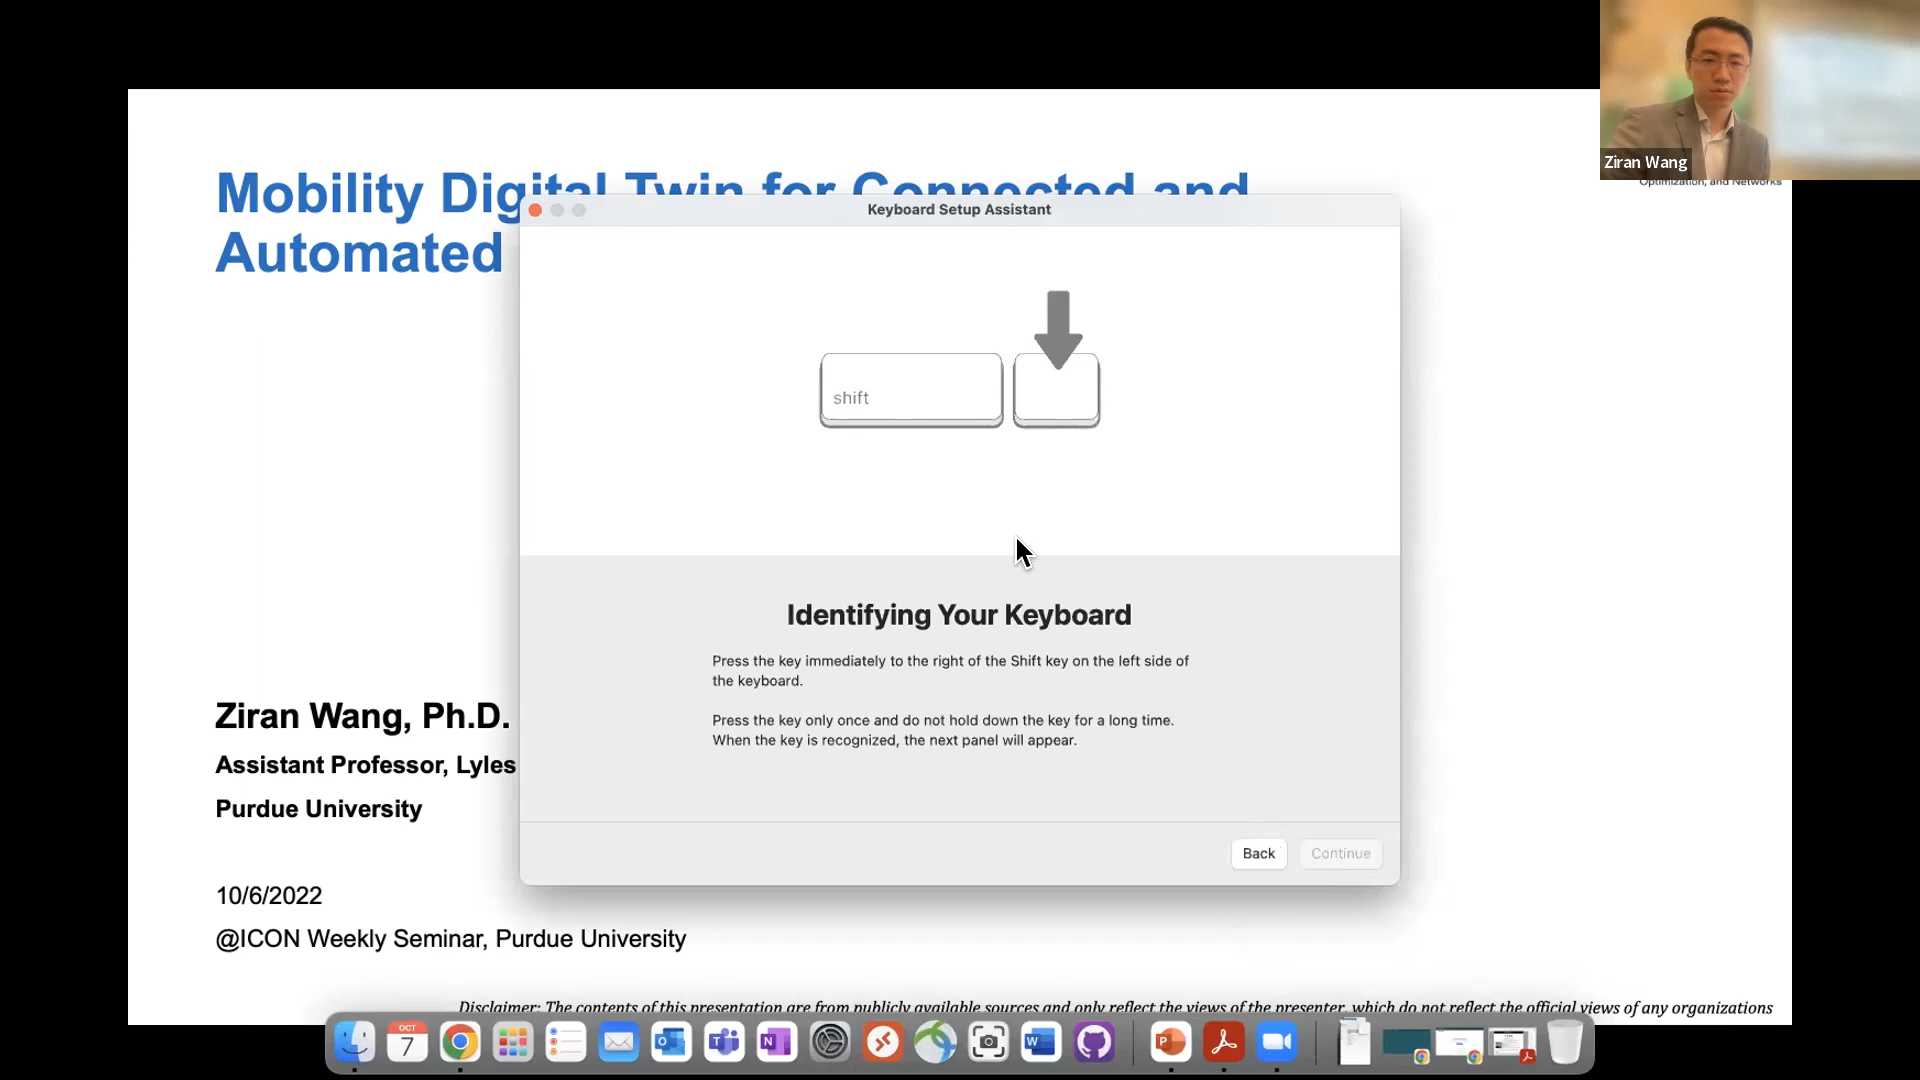 Ziran Wang
Optimization, and Networks
Mobility Digital Twin for Connected and
Automated
Keyboard Setup Assistant
shift
Identifying Your Keyboard
Press the key immediately to the right of the Shift key on the left side of
the keyboard.
Press the key only once and do not hold down the key for a long time.
When the key is recognized, the next panel will appear.
Back
Continue
Ziran Wang, Ph.D.
Assistant Professor, Lyles
Purdue University
10/6/2022
@ICON Weekly Seminar, Purdue University
Disclaimer: The contents of this presentation are from publicly available sources and only reflect the views of the presenter, which do not reflect the official views of any organizations
OCT
7